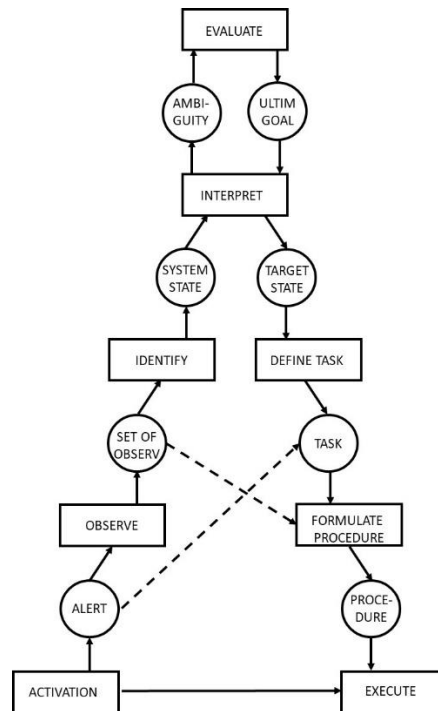 EVALUATE
AMBI-
GUITY
ULTIM
GOAL
INTERPRET
SYSTEM
STATE
TARGET
STATE
IDENTIFY
DEFINE TASK
SET OF
OBSERV
TASK
OBSERVE
FORMULATE
PROCEDURE
ALERT
PROCE-
DURE
ACTIVATION
EXECUTE